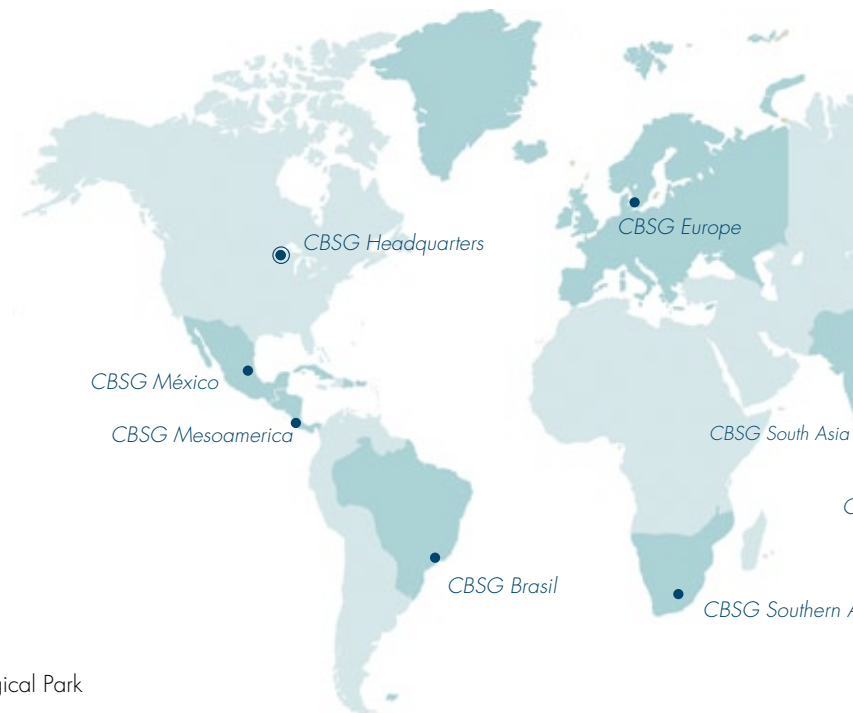 CBSG Europe
CBSG Headquarters
CBSG México
CBSG Mesoamerica
CBSG South Asia
C
CBSG Brasil
CBSG Southern A
gical Park